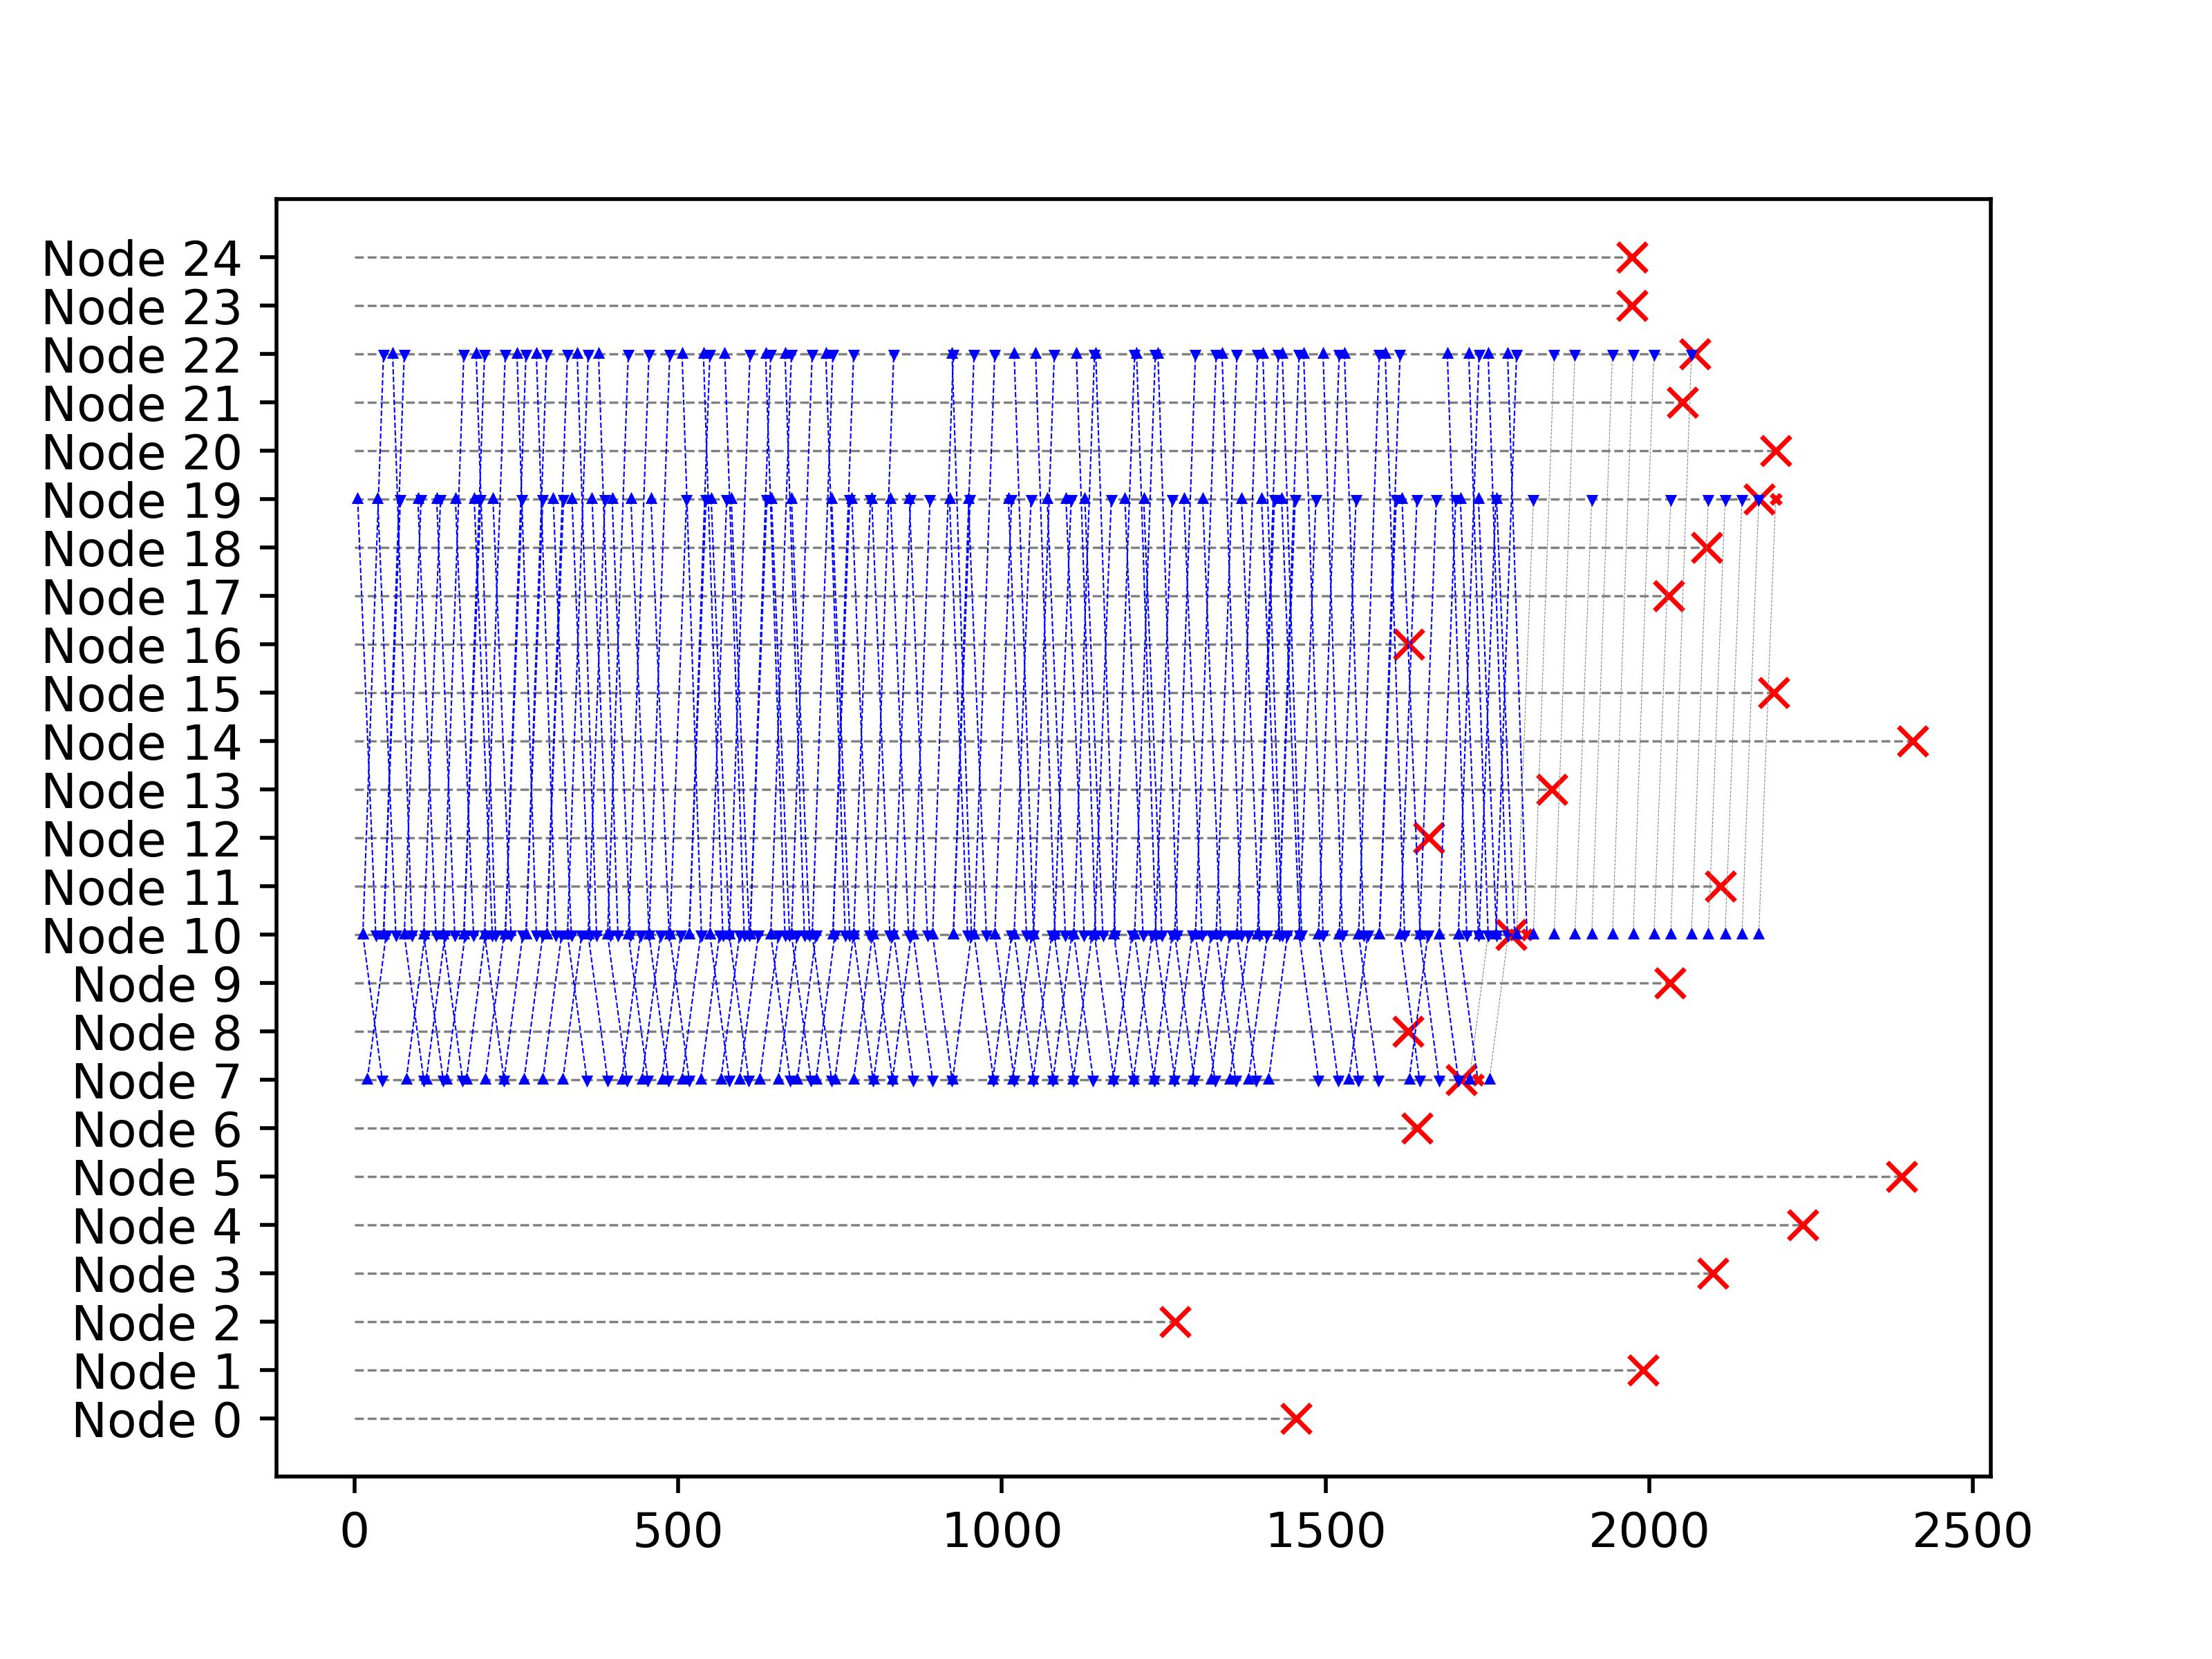 Node 24
Node 23
Node 22
Node 21
Node 20
Node 19
Node 18
Node 17
Node 16
Node 15
Node 14
Node 13
Node 12
Node 11
Node 10
Node 9
Node 8
Node 7
Node 6
Node 5
Node 4
Node 3
Node 2
Node 1
Node 0
0 500 1000 1500 2000 2500